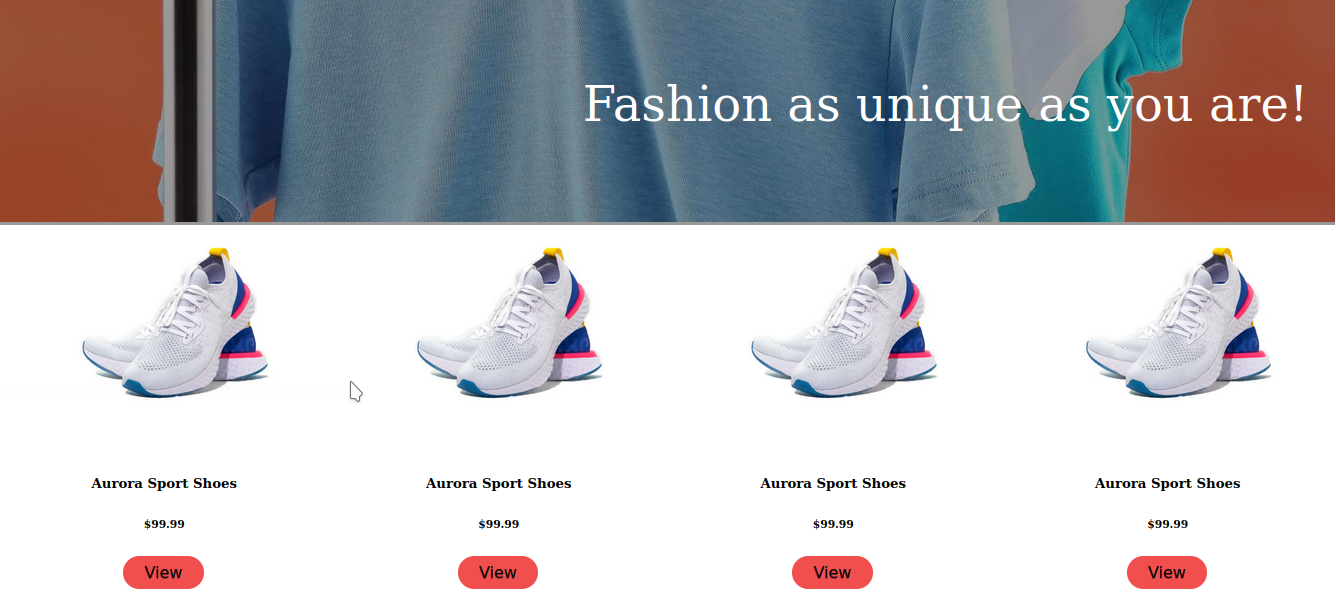 Fashion as unique as you are!
Aurora Sport Shoes Aurora Sport Shoes Aurora Sport Shoes Aurora Sport Shoes
$99.99 $99.99 $99.99 $99.99
View View View View